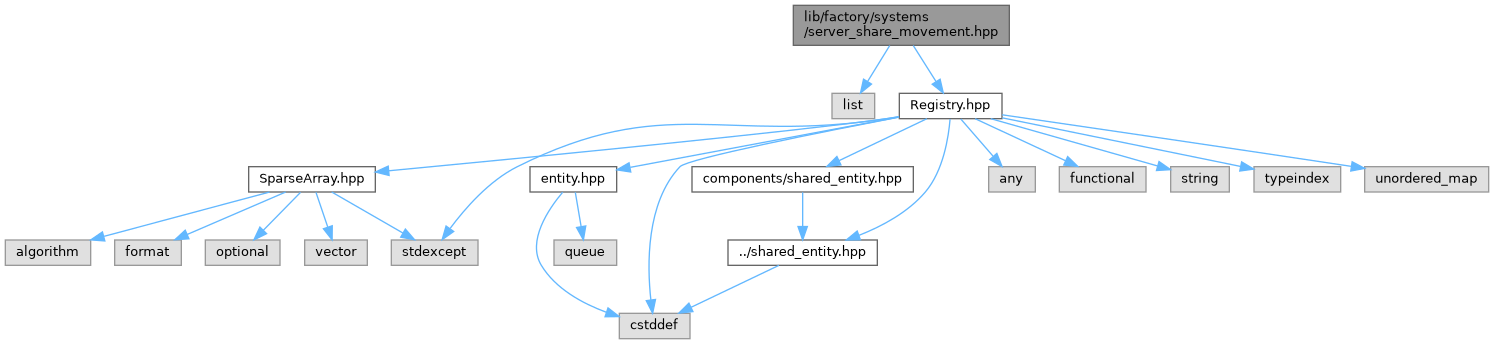 lib/factory/systems
/server_share_movement.hpp
list
Registry.hpp
SparseArray.hpp
entity.hpp
components/shared_entity.hpp
any
functional
string
typeindex
unordered_map
algorithm
format
optional
vector
stdexcept
queue
../shared_entity.hpp
cstddef